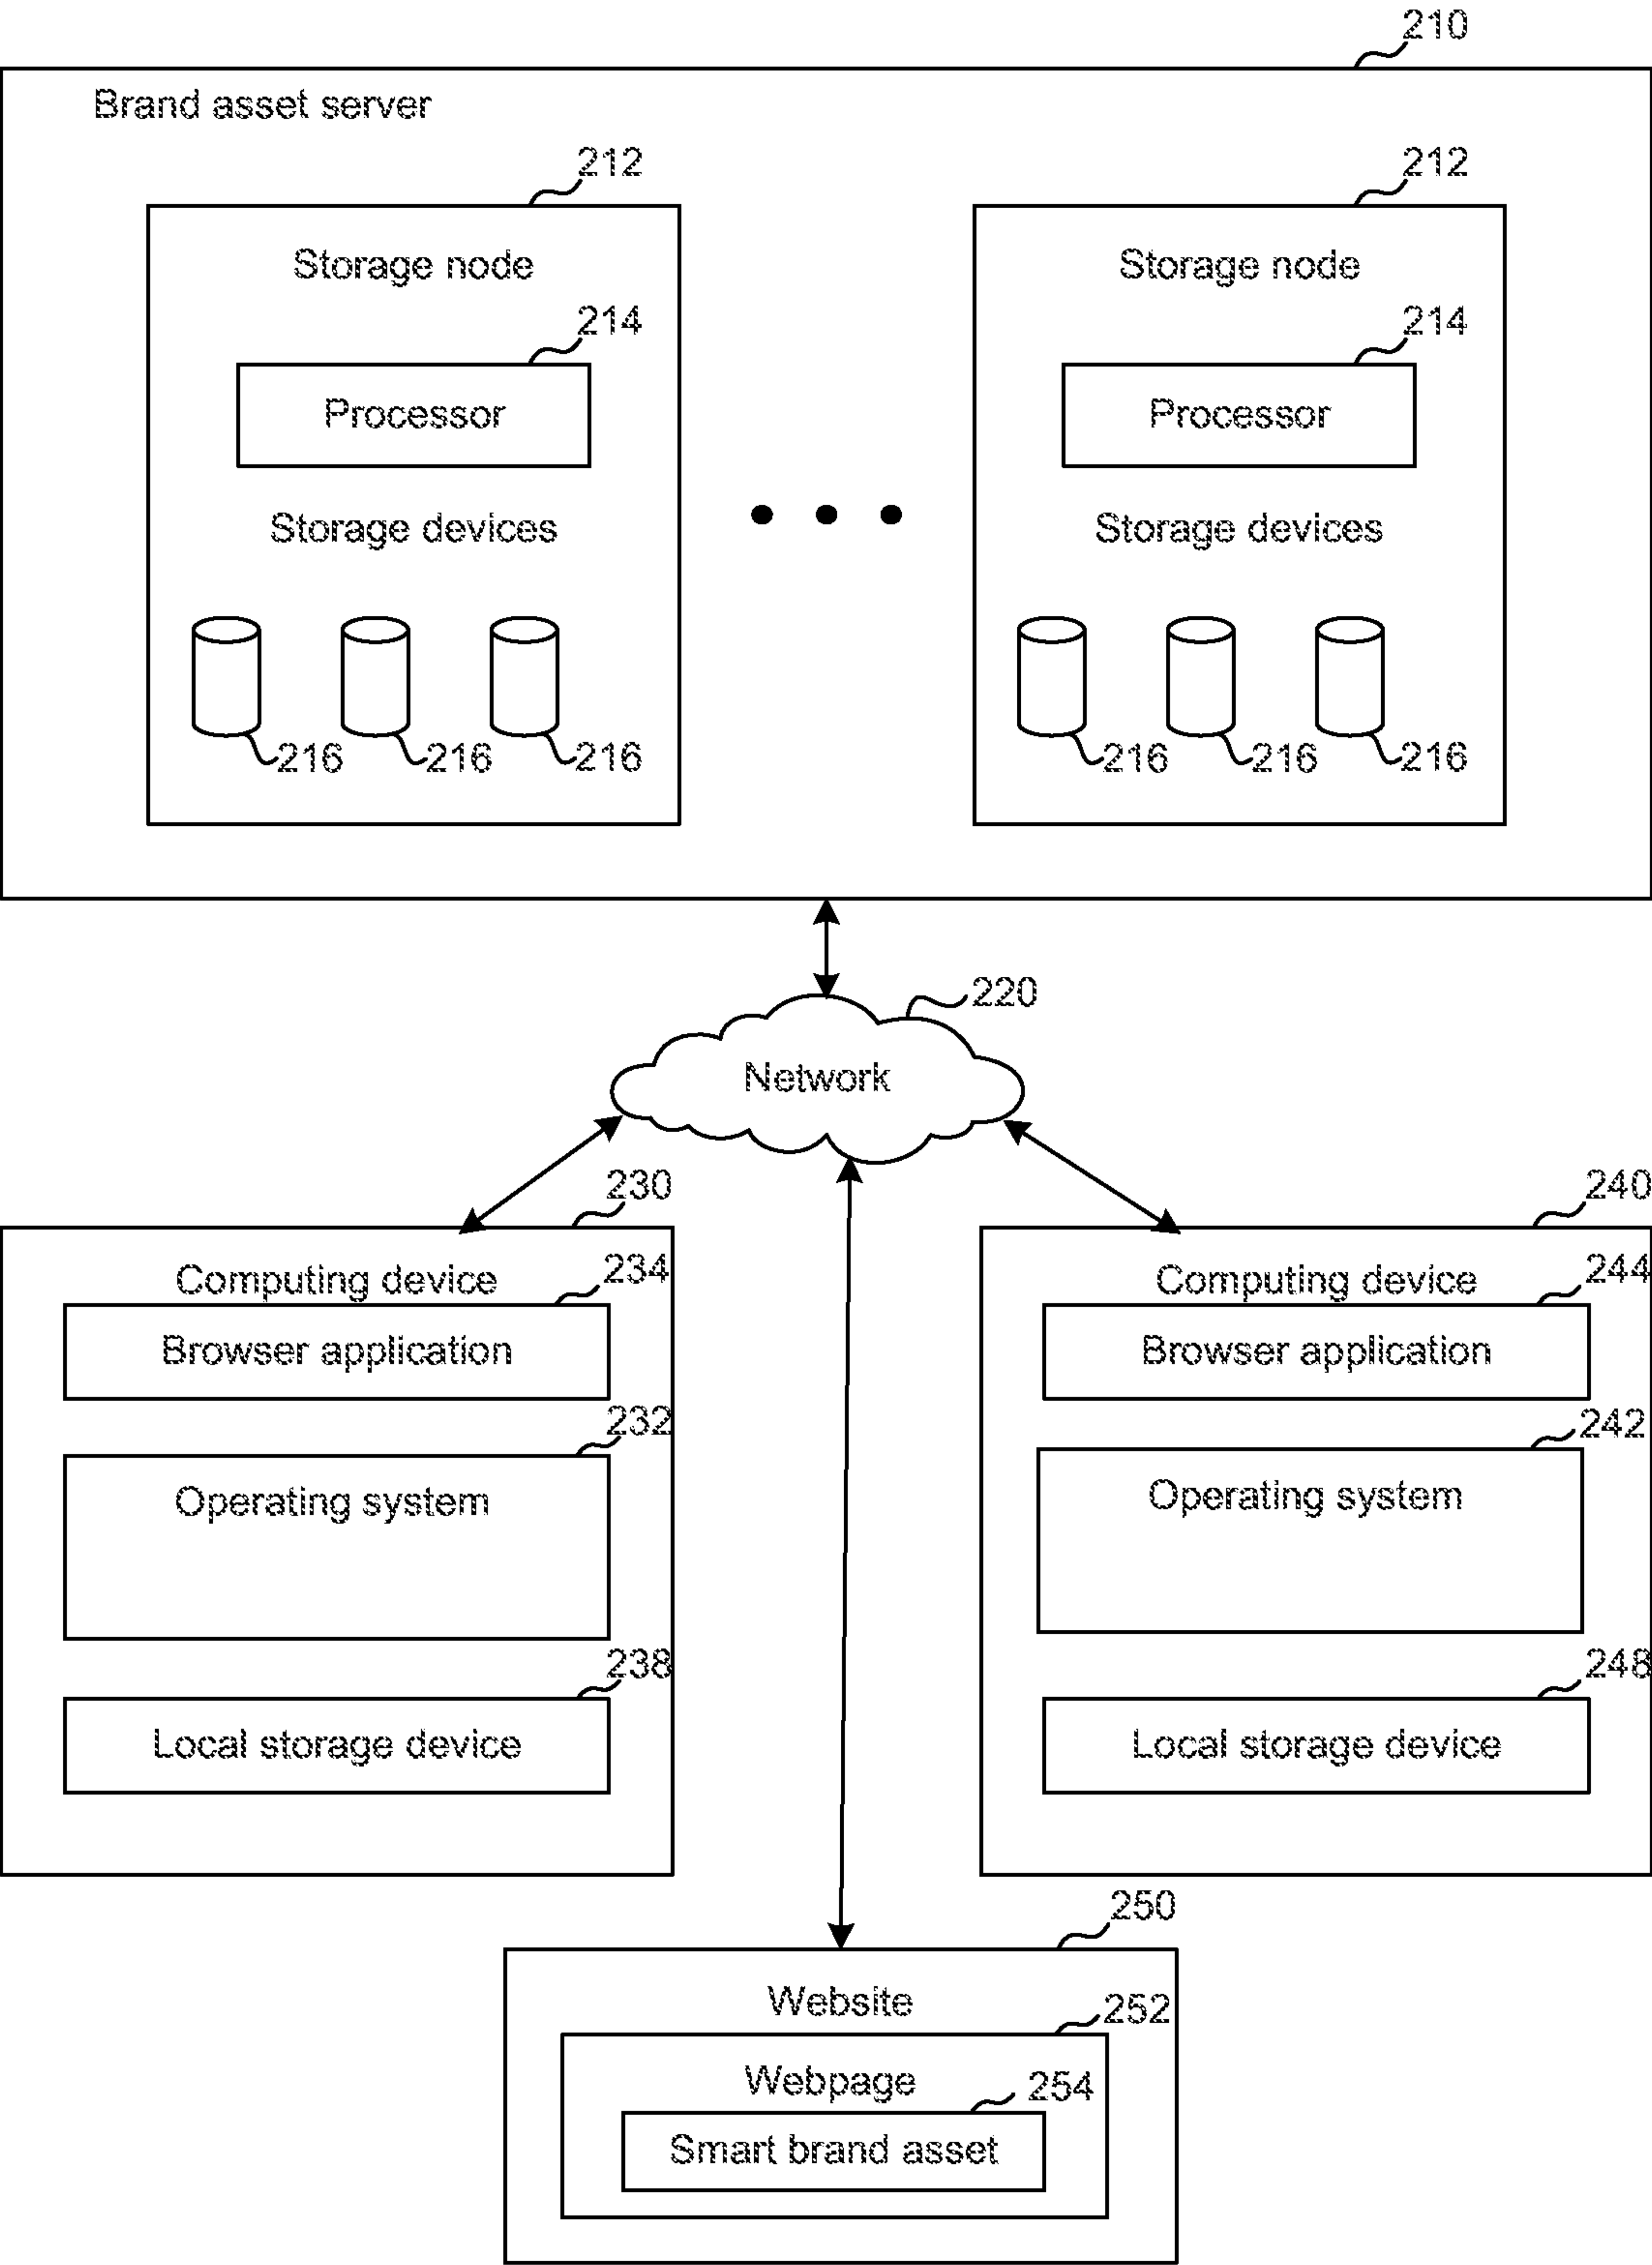 210
Brand asset server
212 212
Storage node Storage node
214 214
Processor Processor
Storage devices Storage devices
216 216 216 216 216 216
220
Network
230 240
Computing device 234 Computing device 244
Browser application Browser application
232 242
Operating system Operating system
238 248
Local storage device Local storage device
250
Website
252
Webpage
254
Smart brand asset